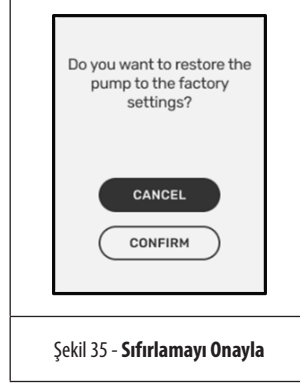 Do you want to restore the
pump to the factory
settings?
CANCEL
CONFIRM
Şekil 35 - Sıfırlamayı Onayla